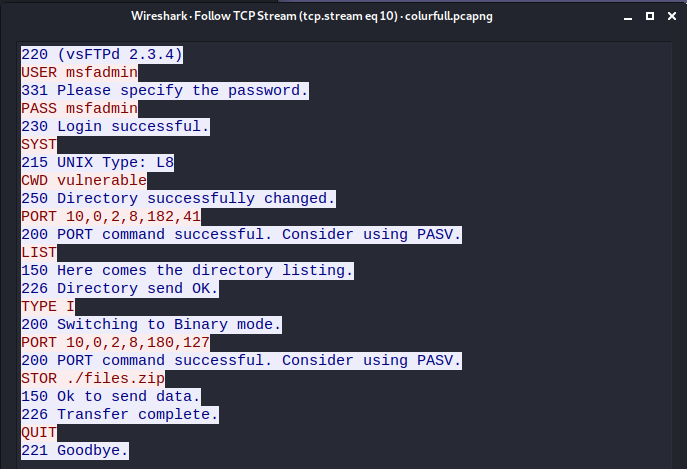 Wireshark · Follow TCP Stream (tcp.stream eq 10) · colurfull.pcapng
220 (vsFTPd 2.3.4)
USER msfadmin
331 Please specify the password.
PASS msfadmin
230 Login successful.
SYST
215 UNIX Type: L8
CWD vulnerable
250 Directory successfully changed.
PORT 10,0,2,8,182,41
200 PORT command successful. Consider using PASV.
LIST
150 Here comes the directory listing.
226 Directory send OK.
TYPE I
200 Switching to Binary mode.
PORT 10,0,2,8,180,127
200 PORT command successful. Consider using PASV.
STOR ./files.zip
150 Ok to send data.
226 Transfer complete.
QUIT
221 Goodbye.